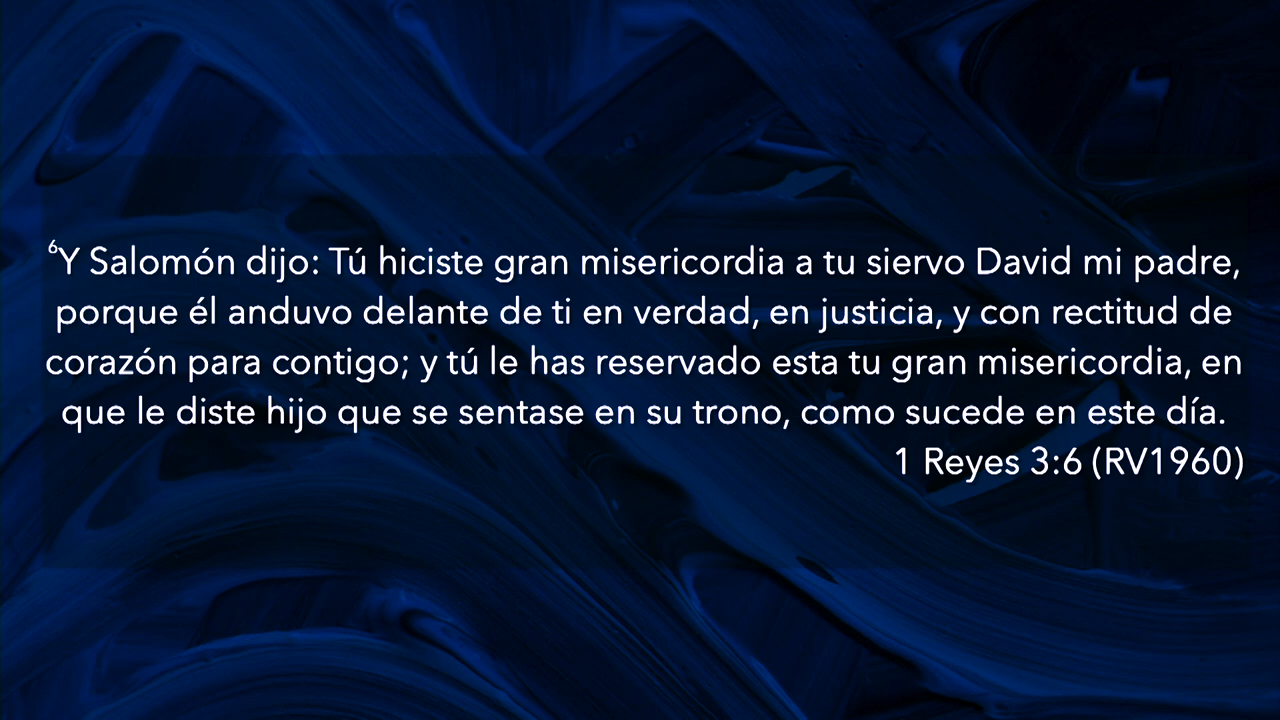 ⁶Y Salomón dijo: Tú hiciste gran misericordia a tu siervo David mi padre,
porque él anduvo delante de ti en verdad, en justicia, y con rectitud de
corazón para contigo; y tú le has reservado esta tu gran misericordia, en
que le diste hijo que se sentase en su trono, como sucede en este día.
1 Reyes 3:6 (RV1960)